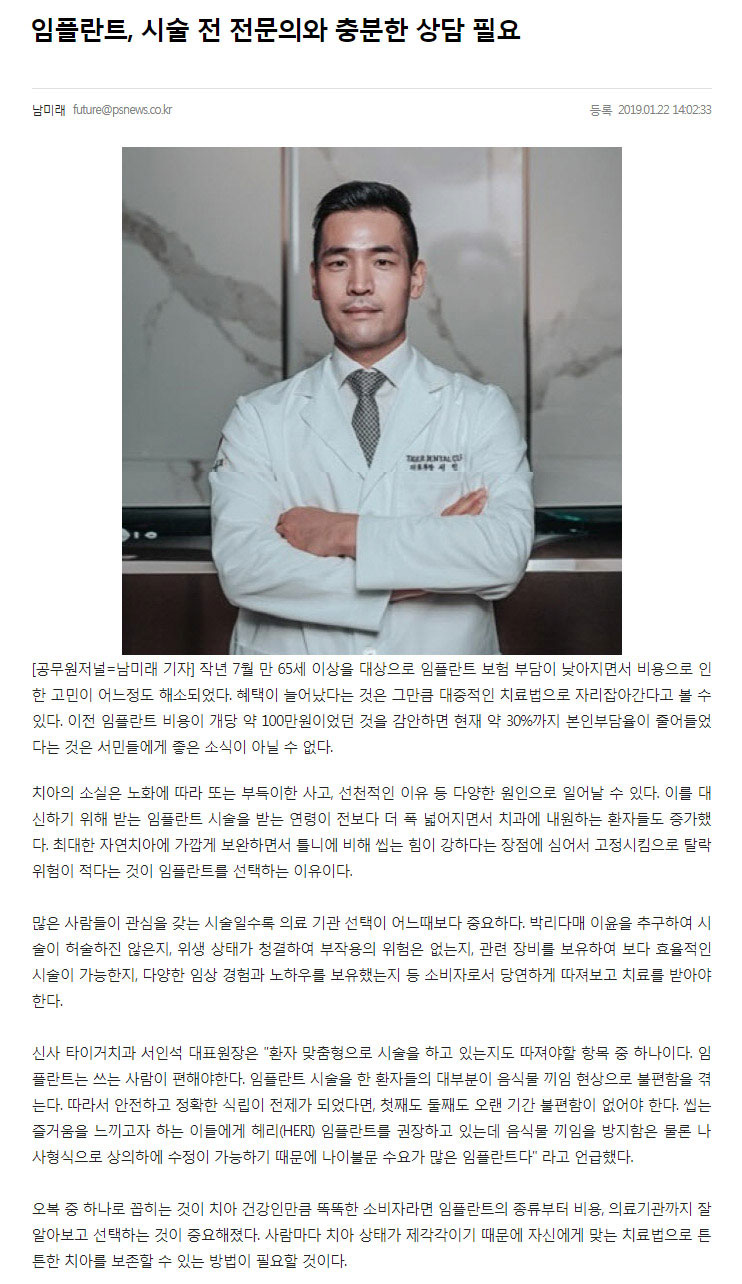 임플란트, 시술 전 전문의와 충분한 상담 필요
남미래 future@psnews.co.kr
등록 2019.01.22 14:02:33
TIGER DENTAL CLI
대표원장 서인
[공무원저널=남미래 기자] 작년 7월 만 65세 이상을 대상으로 임플란트 보험 부담이 낮아지면서 비용으로 인
한 고민이 어느정도 해소되었다. 혜택이 늘어났다는 것은 그만큼 대중적인 치료법으로 자리잡아간다고 볼 수
있다. 이전 임플란트 비용이 개당 약 100만원이었던 것을 감안하면 현재 약 30%까지 본인부담율이 줄어들었
다는 것은 서민들에게 좋은 소식이 아닐 수 없다.
치아의 소실은 노화에 따라 또는 부득이한 사고, 선천적인 이유 등 다양한 원인으로 일어날 수 있다. 이를 대
신하기 위해 받는 임플란트 시술을 받는 연령이 전보다 더 폭 넓어지면서 치과에 내원하는 환자들도 증가했
다. 최대한 자연치아에 가깝게 보완하면서 틀니에 비해 씹는 힘이 강하다는 장점에 심어서 고정시킴으로 탈락
위험이 적다는 것이 임플란트를 선택하는 이유이다.
많은 사람들이 관심을 갖는 시술일수록 의료 기관 선택이 어느때보다 중요하다. 박리다매 이윤을 추구하여 시
술이 허술하진 않은지, 위생 상태가 청결하여 부작용의 위험은 없는지, 관련 장비를 보유하여 보다 효율적인
시술이 가능한지, 다양한 임상 경험과 노하우를 보유했는지 등 소비자로서 당연하게 따져보고 치료를 받아야
한다.
신사 타이거치과 서인석 대표원장은 "환자 맞춤형으로 시술을 하고 있는지도 따져야할 항목 중 하나이다. 임
플란트는 쓰는 사람이 편해야한다. 임플란트 시술을 한 환자들의 대부분이 음식물 끼임 현상으로 불편함을 겪
는다. 따라서 안전하고 정확한 식립이 전제가 되었다면, 첫째도 둘째도 오랜 기간 불편함이 없어야 한다. 씹는
즐거움을 느끼고자 하는 이들에게 헤리(HERI) 임플란트를 권장하고 있는데 음식물 끼임을 방지함은 물론 나
사형식으로 상의하에 수정이 가능하기 때문에 나이불문 수요가 많은 임플란트다" 라고 언급했다.
오복 중 하나로 꼽히는 것이 치아 건강인만큼 똑똑한 소비자라면 임플란트의 종류부터 비용, 의료기관까지 잘
알아보고 선택하는 것이 중요해졌다. 사람마다 치아 상태가 제각각이기 때문에 자신에게 맞는 치료법으로 튼
튼한 치아를 보존할 수 있는 방법이 필요할 것이다.